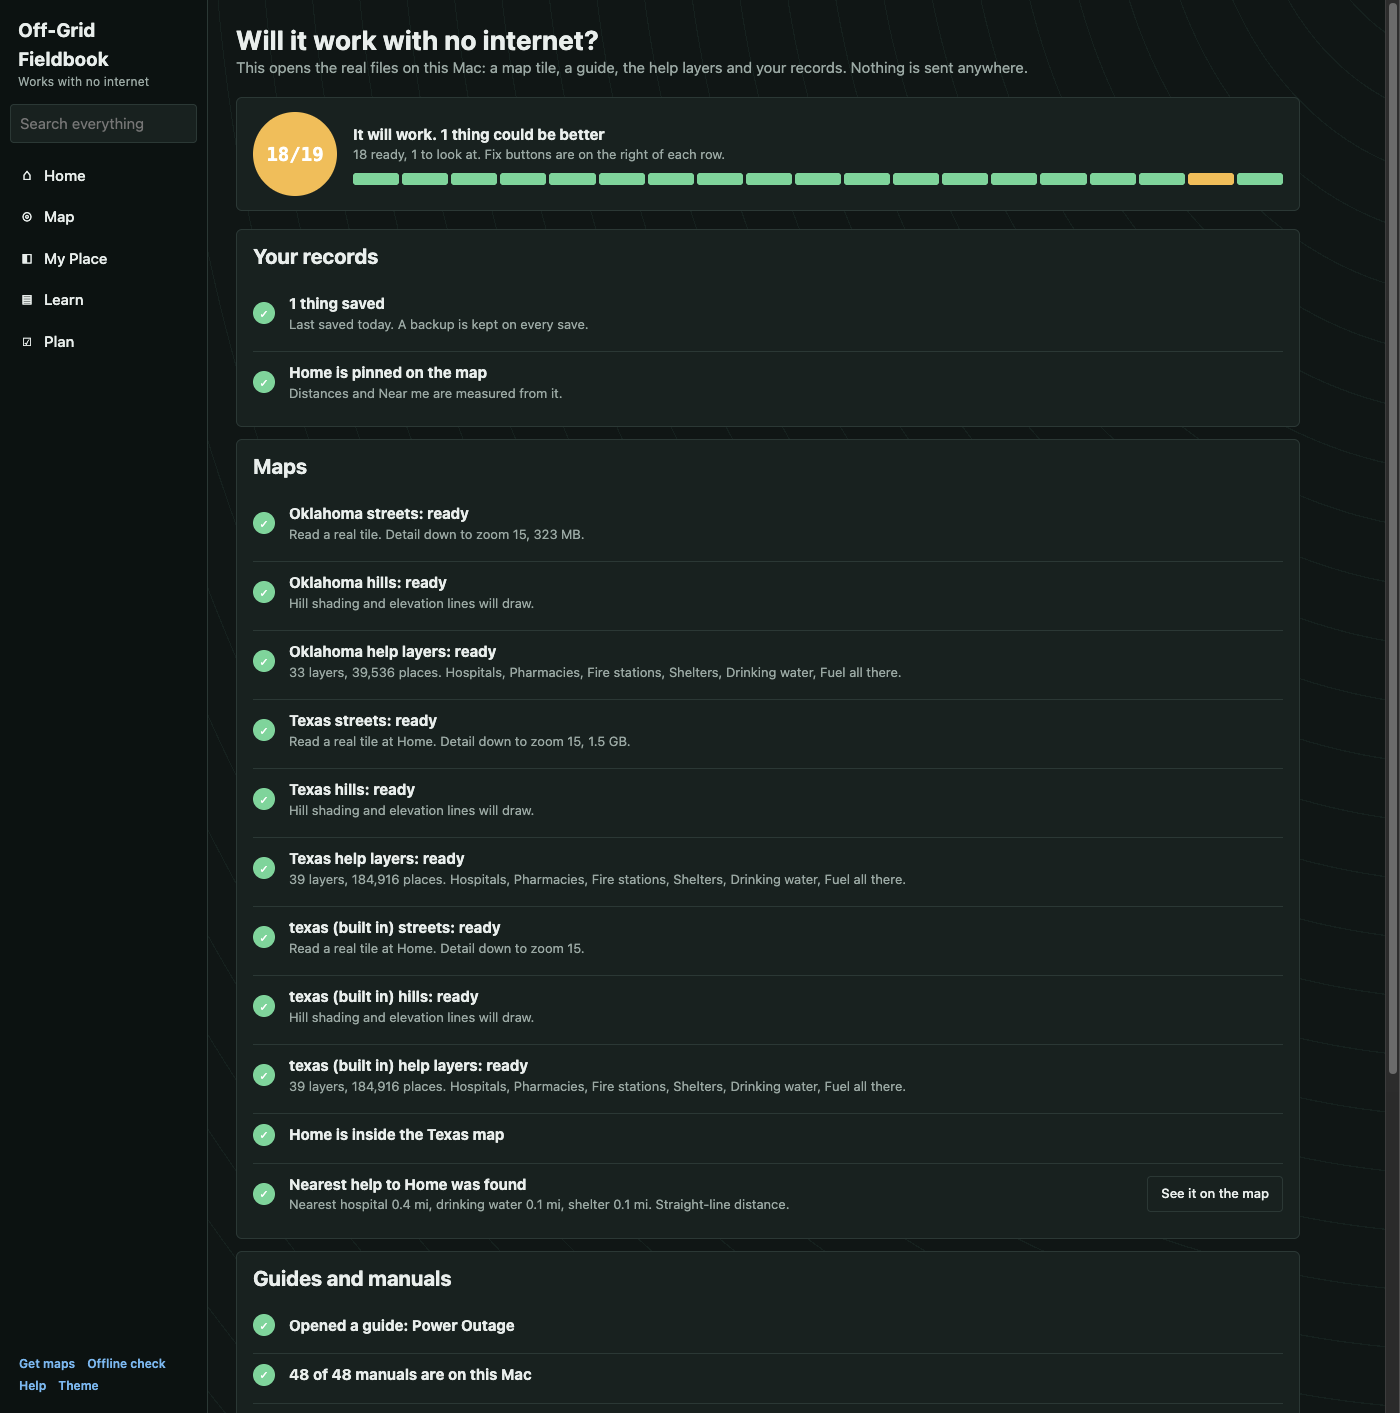 Off-Grid
Fieldbook
Works with no internet
Search everything
Home
Map
My Place
Learn
Plan
Get maps Offline check
Help Theme
Will it work with no internet?
This opens the real files on this Mac: a map tile, a guide, the help layers and your records. Nothing is sent anywhere.
18/19
It will work. 1 thing could be better
18 ready, 1 to look at. Fix buttons are on the right of each row.
Your records
1 thing saved
Last saved today. A backup is kept on every save.
Home is pinned on the map
Distances and Near me are measured from it.
Maps
Oklahoma streets: ready
Read a real tile. Detail down to zoom 15, 323 MB.
Oklahoma hills: ready
Hill shading and elevation lines will draw.
Oklahoma help layers: ready
33 layers, 39,536 places. Hospitals, Pharmacies, Fire stations, Shelters, Drinking water, Fuel all there.
Texas streets: ready
Read a real tile at Home. Detail down to zoom 15, 1.5 GB.
Texas hills: ready
Hill shading and elevation lines will draw.
Texas help layers: ready
39 layers, 184,916 places. Hospitals, Pharmacies, Fire stations, Shelters, Drinking water, Fuel all there.
texas (built in) streets: ready
Read a real tile at Home. Detail down to zoom 15.
texas (built in) hills: ready
Hill shading and elevation lines will draw.
texas (built in) help layers: ready
39 layers, 184,916 places. Hospitals, Pharmacies, Fire stations, Shelters, Drinking water, Fuel all there.
Home is inside the Texas map
Nearest help to Home was found
Nearest hospital 0.4 mi, drinking water 0.1 mi, shelter 0.1 mi. Straight-line distance.
See it on the map
Guides and manuals
Opened a guide: Power Outage
48 of 48 manuals are on this Mac